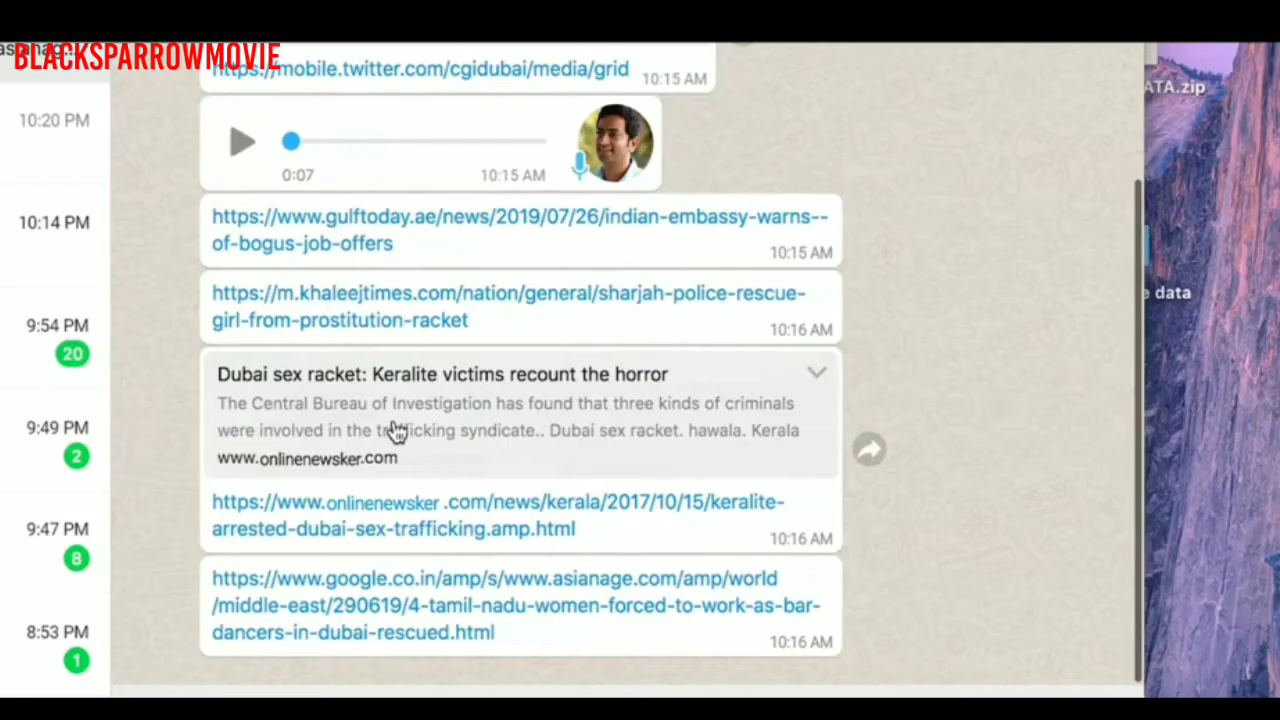 BLACKSPARROWMOVIE
https://mobile.twitter.com/cgidubai/media/grid
10:15 AM
ATA.zip
10:20 PM
0:07
10:15 AM
10:14 PM
https://www.gulftoday.ae/news/2019/07/26/indian-embassy-warns--
of-bogus-job-offers
10:15 AM
e data
https://m.khaleejtimes.com/nation/general/sharjah-police-rescue-
girl-from-prostitution-racket
10:16 AM
9:54 PM
20
Dubai sex racket: Keralite victims recount the horror
The Central Bureau of Investigation has found that three kinds of criminals
were involved in the trafficking syndicate.. Dubai sex racket. hawala. Kerala
www.onlinenewsker.com
9:49 PM
2
https://www.onlinenewsker.com/news/kerala/2017/10/15/keralite-
arrested-dubai-sex-trafficking.amp.html
10:16 AM
9:47 PM
8
https://www.google.co.in/amp/s/www.asianage.com/amp/world
/middle-east/290619/4-tamil-nadu-women-forced-to-work-as-bar-
dancers-in-dubai-rescued.html
10:16 AM
8:53 PM
1